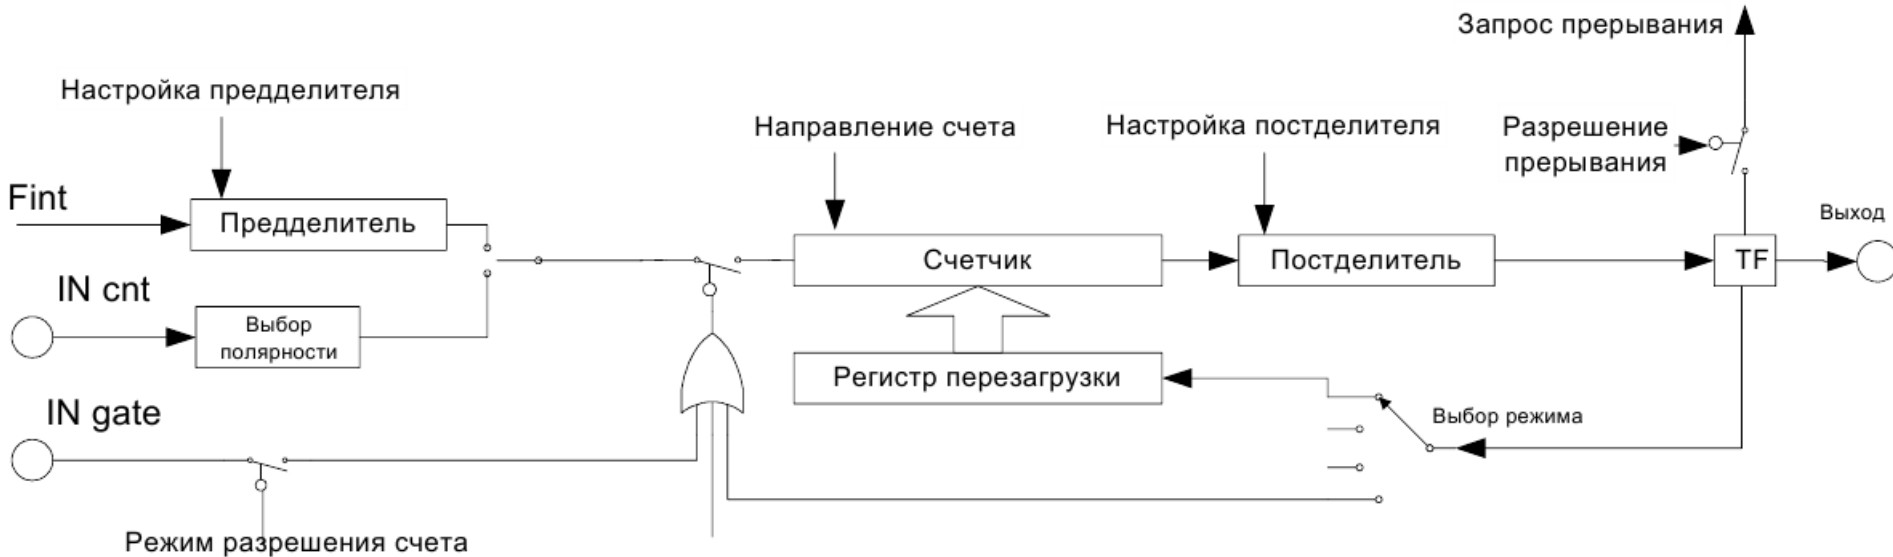 Запрос прерывания
Настройка предделителя
Направление счета
Настройка постделителя
Разрешение
прерывания
Fint
Предделитель
Выход
Счетчик
Постделитель
TF
IN cnt
Выбор
полярности
Регистр перезагрузки
IN gate
Выбор режима
Режим разрешения счета